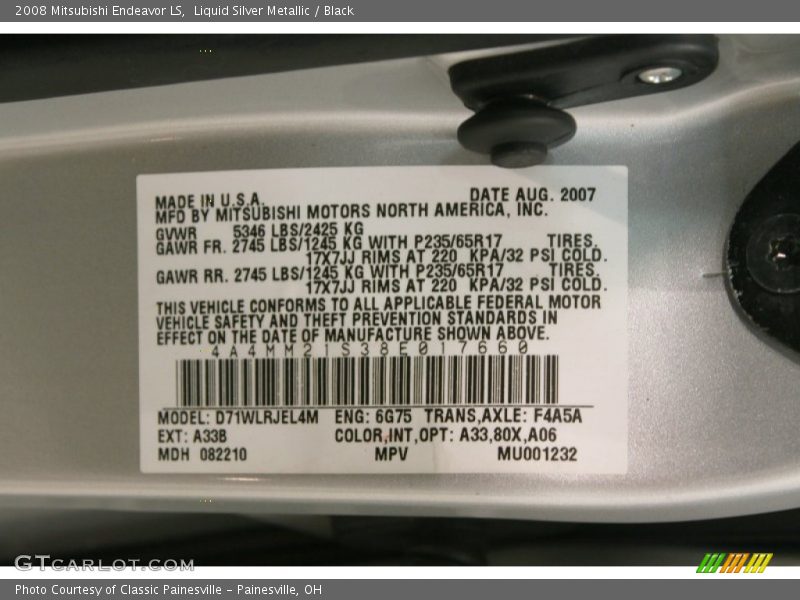 2008 Mitsubishi Endeavor LS,  Liquid Silver Metallic / Black
MADE IN U.S.A. DATE AUG. 2007
MFD BY MITSUBISHI MOTORS NORTH AMERICA, INC.
GVWR 5346 LBS/2425 KG
GAWR FR. 2745 LBS/1245 KG WITH P235/65R17 TIRES,
17X7JJ RIMS AT 220 KPA/32 PSI COLD.
GAWR RR. 2745 LBS/1245 KG WITH P235/65R17 TIRES,
17X7JJ RIMS AT 220 KPA/32 PSI COLD.
THIS VEHICLE CONFORMS TO ALL APPLICABLE FEDERAL MOTOR
VEHICLE SAFETY AND THEFT PREVENTION STANDARDS IN
EFFECT ON THE DATE OF MANUFACTURE SHOWN ABOVE.
4A4MM21S38E017660
MODEL: D71WLRJEL4M ENG: 6G75 TRANS,AXLE: F4A5A
EXT: A33B COLOR,INT,OPT: A33,80X,A06
MDH 082210 MPV MU001232
GTCARLOT.COM
Photo Courtesy of Classic Painesville - Painesville, OH